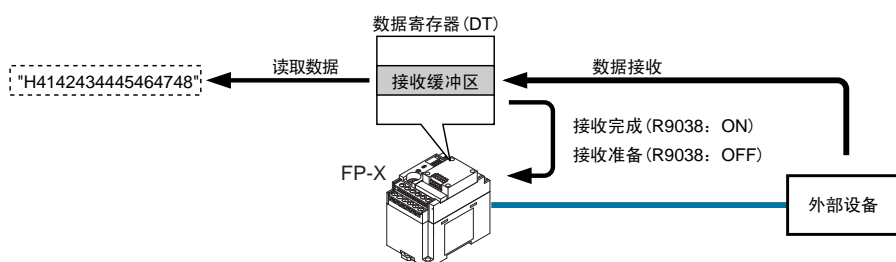 数据寄存器(DT)
"H4142434445464748"
读取数据
接收缓冲区
数据接收
接收完成(R9038：ON)
接收准备(R9038：OFF)
FP-X
外部设备